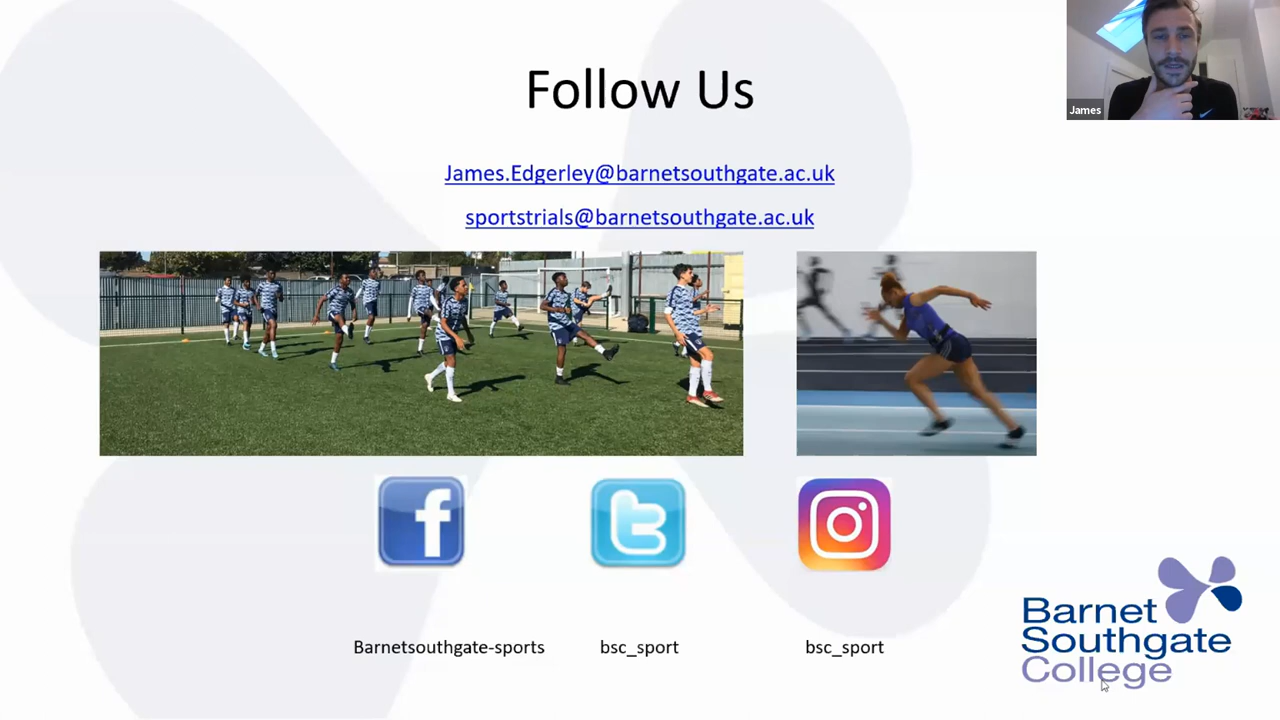 James
Follow Us
James.Edgerley@barnetsouthgate.ac.uk
sportstrials@barnetsouthgate.ac.uk
Barnetsouthgate-sports
bsc_sport
bsc_sport
Barnet
Southgate
College